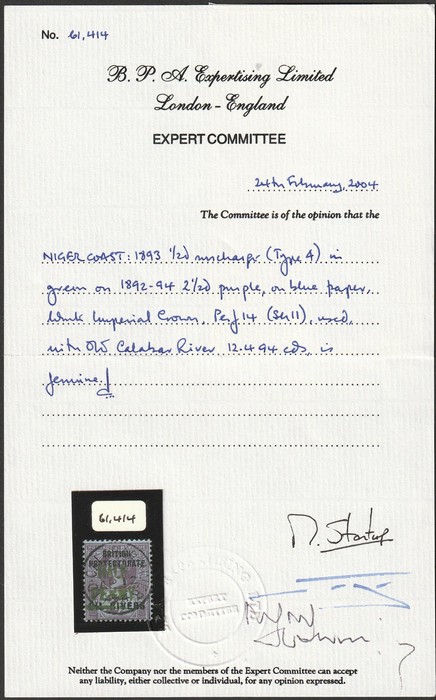 No. 61,414
B. P. A. Expertising Limited
London - England
EXPERT COMMITTEE
24th February, 2004
The Committee is of the opinion that the
NIGER COAST: 1893 ½d surcharge (Type 4) in
green on 1892-94 2½d purple, on blue paper,
wmk Imperial Crown, Perf 14 (SG 11), used
with Old Calabar River 12.4.94 cds, is
genuine.
61,414
BRITISH
PROTECTORATE
OIL RIVERS
D. Startup
Neither the Company nor the members of the Expert Committee can accept
any liability, either collective or individual, for any opinion expressed.